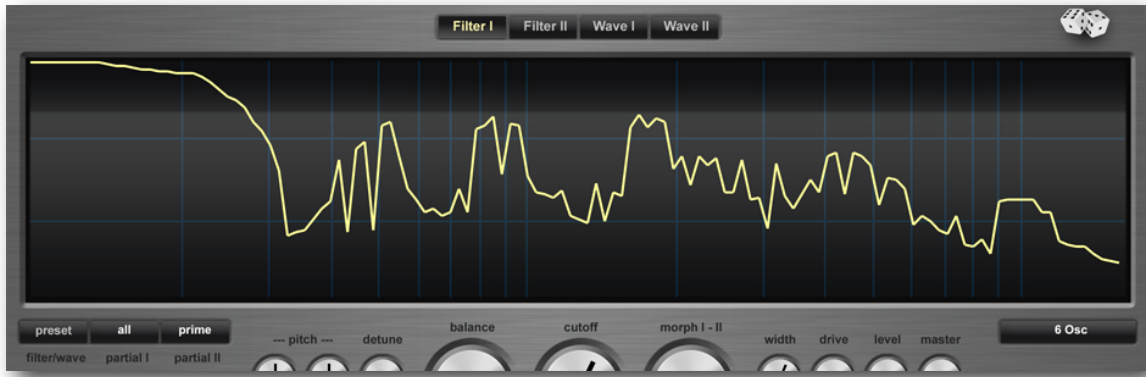 Filter I Filter II Wave I Wave II
preset all prime
filter/wave partial I partial II
--- pitch --- detune balance cutoff morph I - II width drive level master
6 Osc